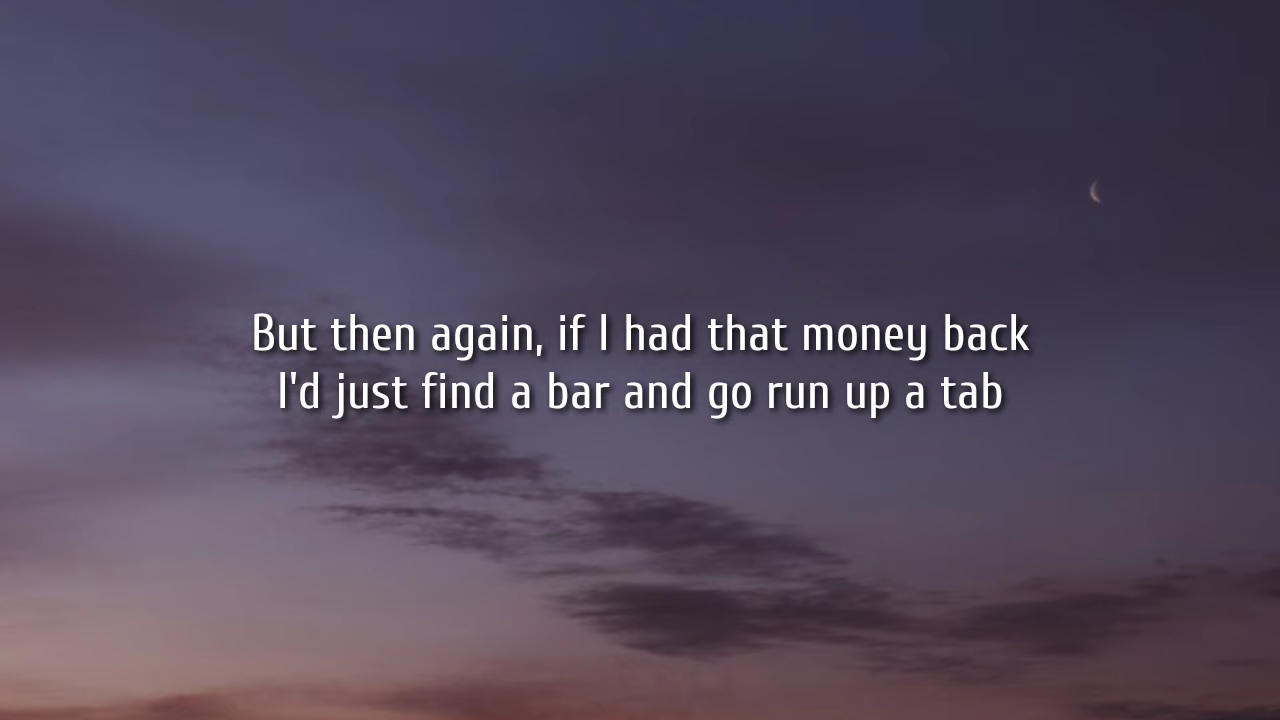 But then again, if I had that money back
I'd just find a bar and go run up a tab